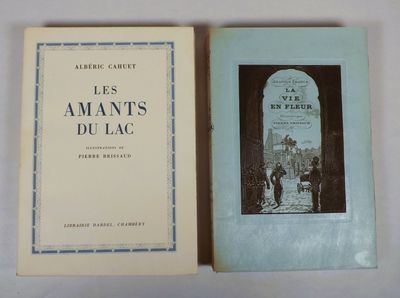 ALBÉRIC CAHUET
LES
AMANTS
DU LAC
ILLUSTRATIONS DE
PIERRE BRISSAUD
LIBRAIRIE DARDEL, CHAMBÉRY
ANATOLE FRANCE
LA
VIE
EN FLEUR
PIERRE BRISSAUD